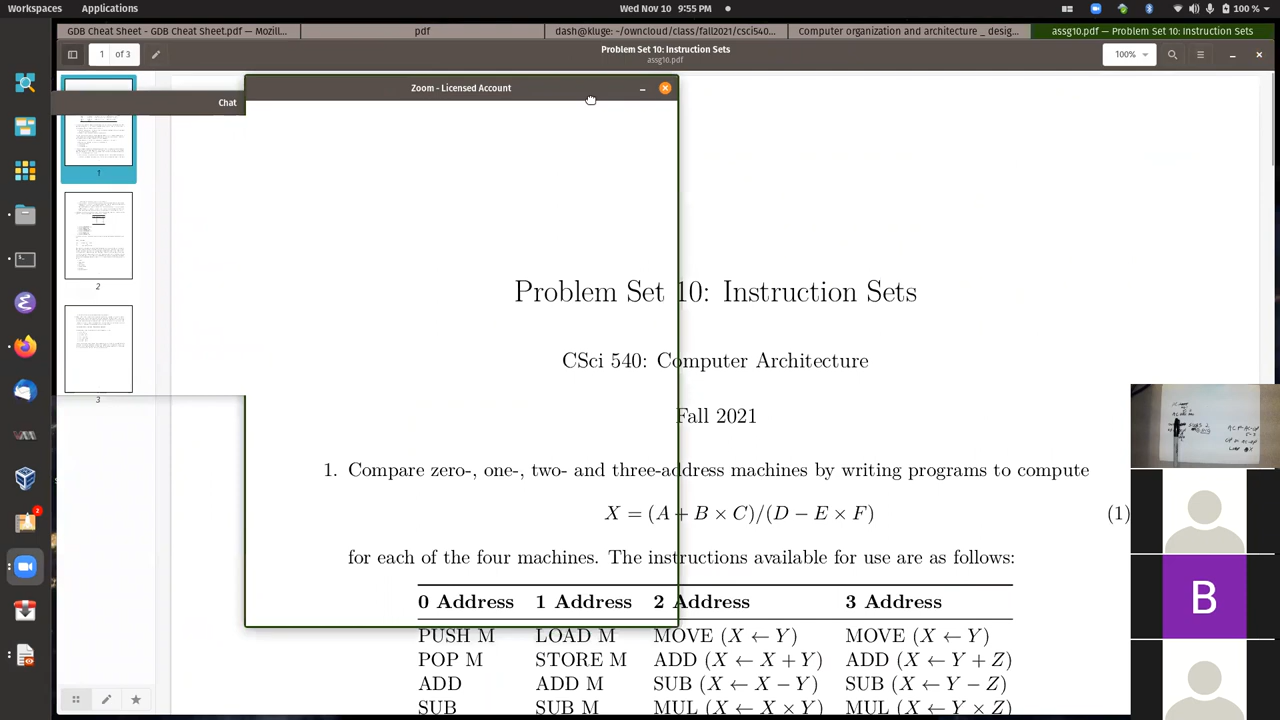 Workspaces Applications Wed Nov 10 9:55 PM 100 %
GDB Cheat Sheet - GDB Cheat Sheet.pdf — Mozill... pdf dash@kluge: ~/owncloud/class/fall2021/csci540... computer organization and architecture _ desig... assg10.pdf — Problem Set 10: Instruction Sets
1 of 3 Problem Set 10: Instruction Sets 100%
assg10.pdf
Zoom - Licensed Account
Chat
1
2
3
2
Problem Set 10: Instruction Sets
CSci 540: Computer Architecture
Fall 2021
1. Compare zero-, one-, two- and three-address machines by writing programs to compute
X = (A + B × C)/(D − E × F) (1)
for each of the four machines. The instructions available for use are as follows:
0 Address 1 Address 2 Address 3 Address
PUSH M LOAD M MOVE (X ← Y) MOVE (X ← Y)
POP M STORE M ADD (X ← X + Y) ADD (X ← Y + Z)
ADD ADD M SUB (X ← X − Y) SUB (X ← Y − Z)
SUB SUB M MUL (X ← X × Y) MUL (X ← Y × Z)
B